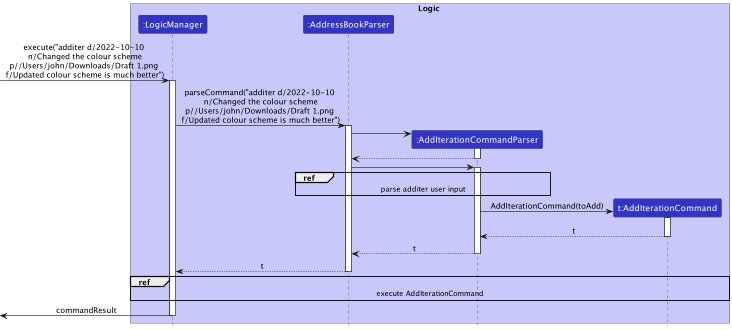 Logic
:LogicManager
:AddressBookParser
execute("additer d/2022-10-10
n/Changed the colour scheme
p//Users/john/Downloads/Draft 1.png
f/Updated colour scheme is much better")
parseCommand("additer d/2022-10-10
n/Changed the colour scheme
p//Users/john/Downloads/Draft 1.png
f/Updated colour scheme is much better")
:AddIterationCommandParser
ref
parse additer user input
AddIterationCommand(toAdd)
t:AddIterationCommand
t
t
t
ref
execute AddIterationCommand
commandResult